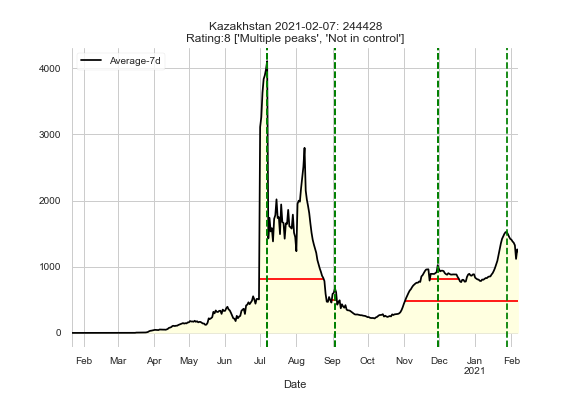 Kazakhstan 2021-02-07: 244428
Rating:8 ['Multiple peaks', 'Not in control']
Average-7d
4000
3000
2000
1000
0
Feb Mar Apr May Jun Jul Aug Sep Oct Nov Dec Jan Feb
2021
Date